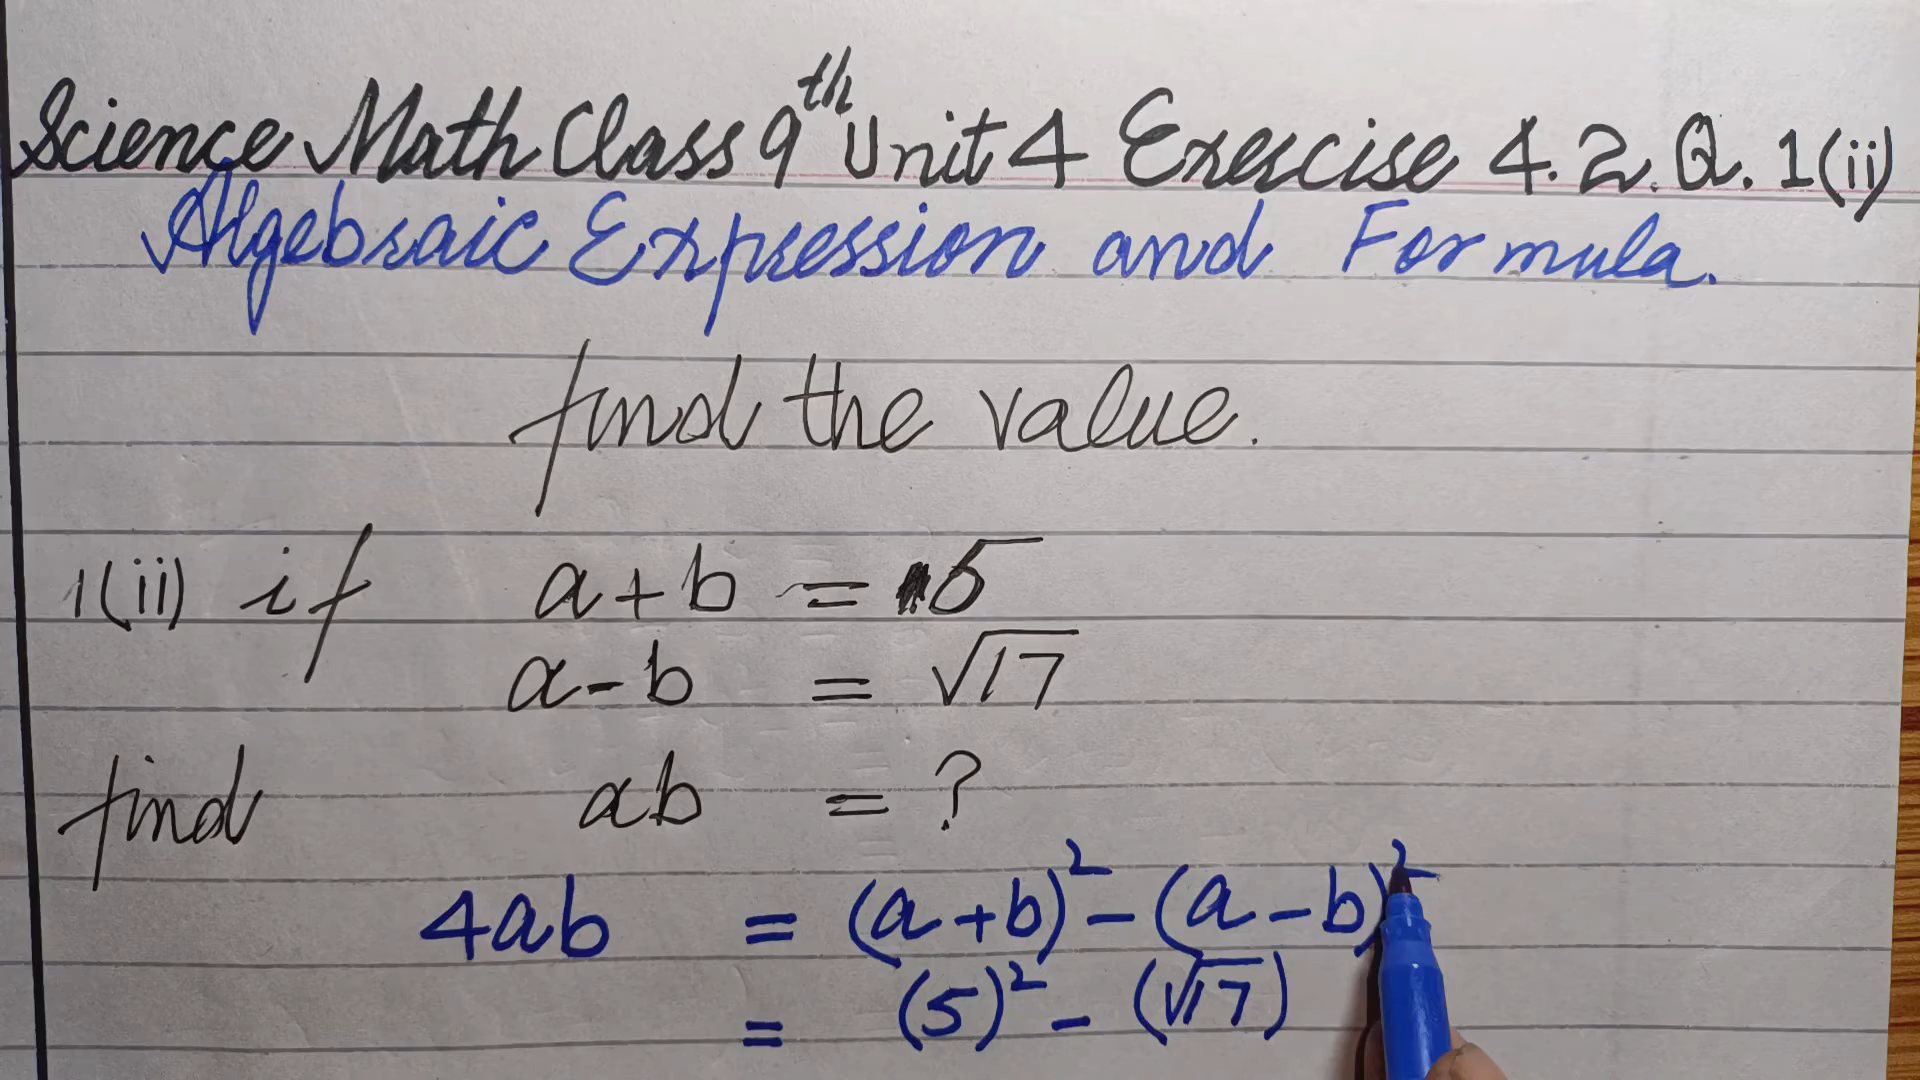 Science Math Class 9th Unit 4 Exercise 4.2. Q. 1(ii)
Algebraic Expression and Formula.
find the value.
1(ii) if a+b = 5
a-b = √17
find ab = ?
4ab = (a+b)² - (a-b)²
= (5)² - (√17)